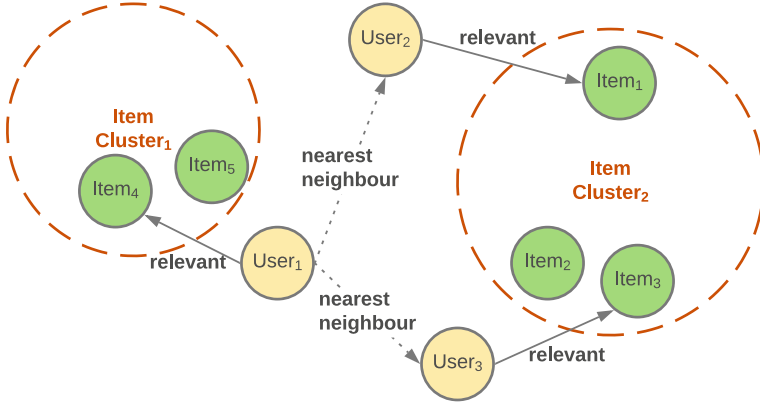 User₂
relevant
Item₁
Item
Cluster₁
Item₅
Item₄
nearest
neighbour
Item
Cluster₂
relevant
User₁
Item₂
Item₃
nearest
neighbour
User₃
relevant